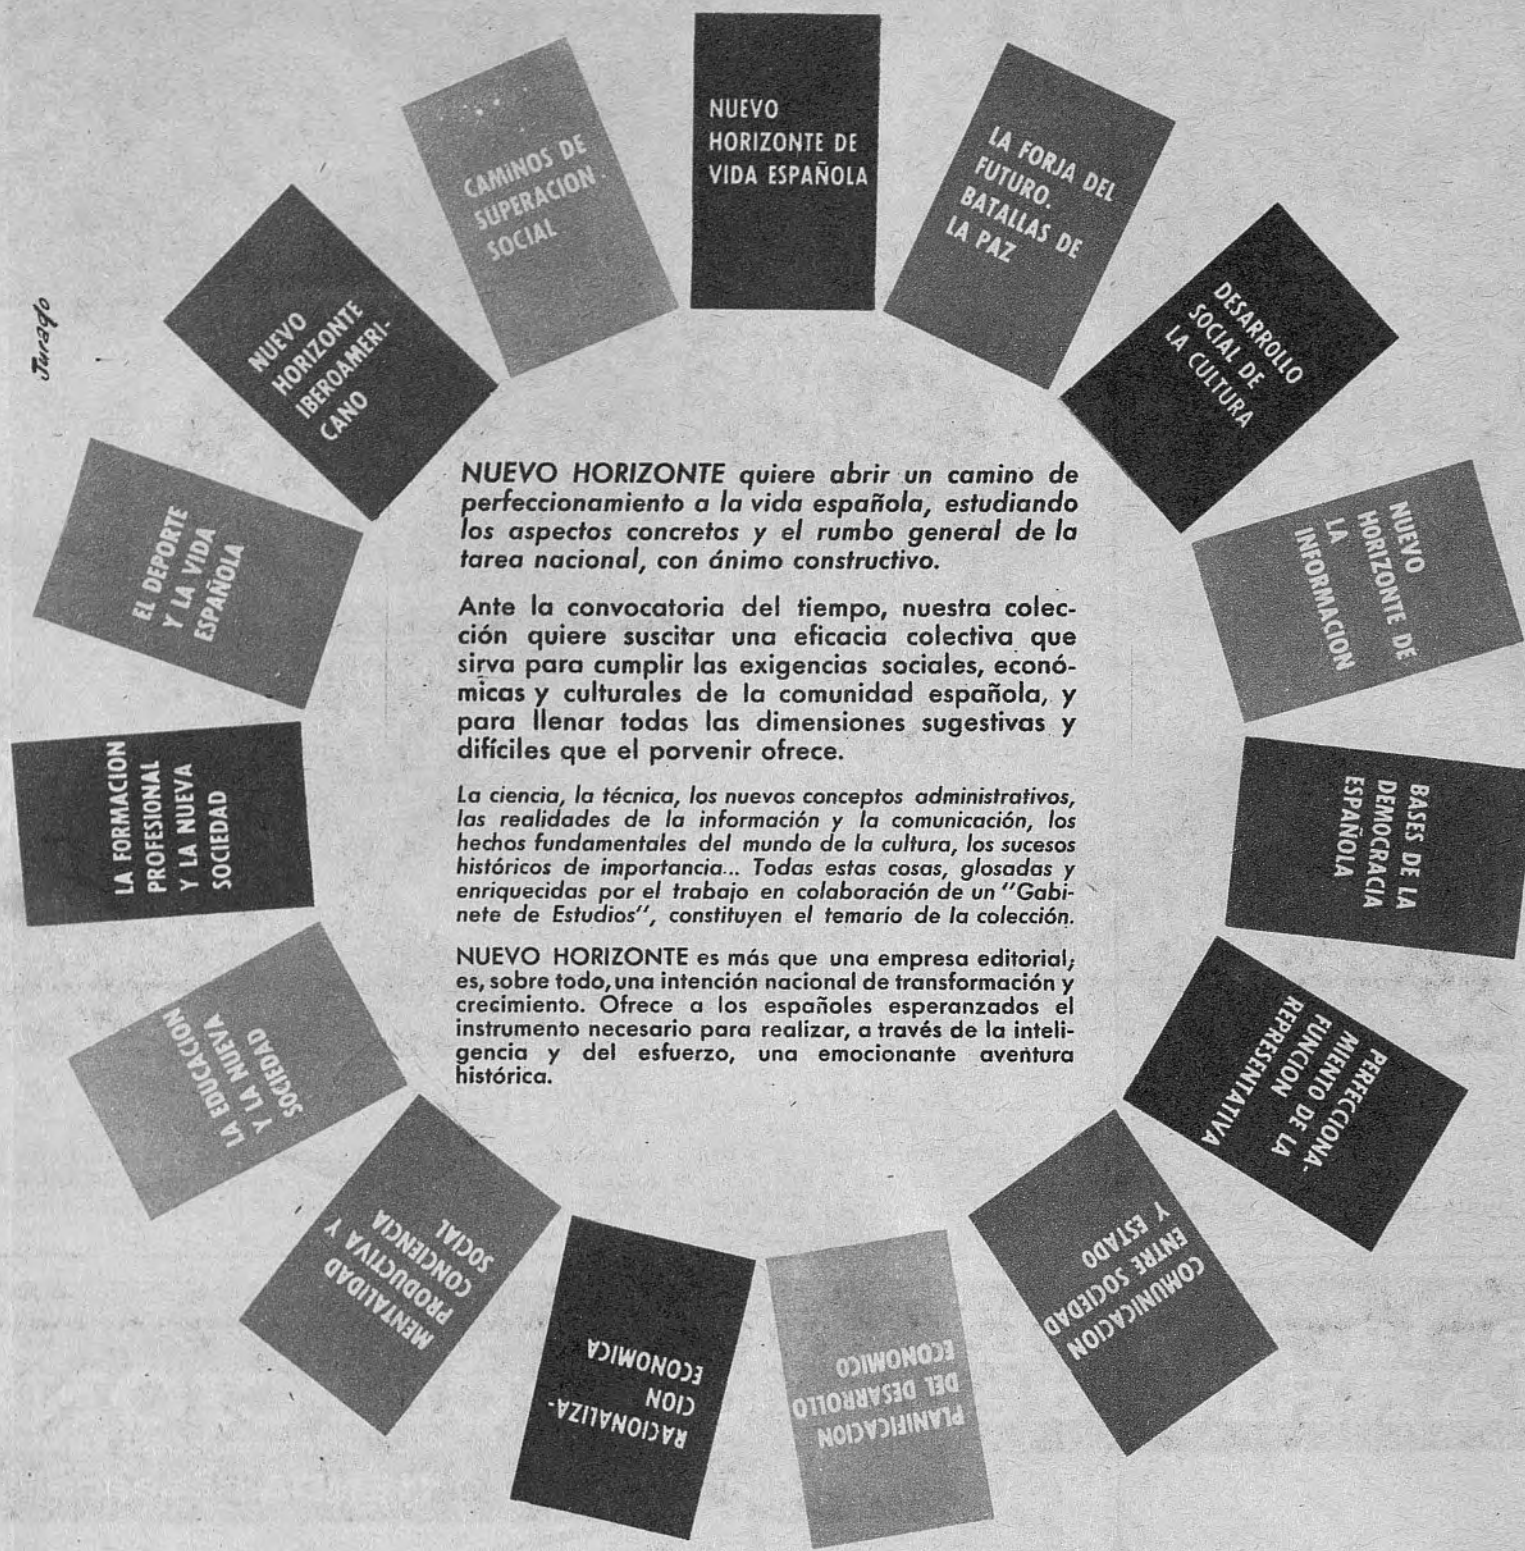 NUEVO
HORIZONTE DE
VIDA ESPAÑOLA
LA FORJA DEL
FUTURO.
BATALLAS DE
LA PAZ
DESARROLLO
SOCIAL DE
LA CULTURA
NUEVO
HORIZONTE DE
LA
INFORMACION
BASES DE LA
DEMOCRACIA
ESPAÑOLA
PERFECCIONA-
MIENTO DE LA
FUNCION
REPRESENTATIVA
COMUNICACION
ENTRE SOCIEDAD
Y ESTADO
PLANIFICACION
DEL DESARROLLO
ECONOMICO
RACIONALIZA-
CION
ECONOMICA
MENTALIDAD
PRODUCTIVA Y
CONCIENCIA
SOCIAL
LA EDUCACION
Y LA NUEVA
SOCIEDAD
LA FORMACION
PROFESIONAL
Y LA NUEVA
SOCIEDAD
EL DEPORTE
Y LA VIDA
ESPAÑOLA
NUEVO
HORIZONTE
IBEROAMERI-
CANO
CAMINOS DE
SUPERACION
SOCIAL
Jurado
NUEVO HORIZONTE quiere abrir un camino de
perfeccionamiento a la vida española, estudiando
los aspectos concretos y el rumbo general de la
tarea nacional, con ánimo constructivo.
Ante la convocatoria del tiempo, nuestra colec-
ción quiere suscitar una eficacia colectiva que
sirva para cumplir las exigencias sociales, econó-
micas y culturales de la comunidad española, y
para llenar todas las dimensiones sugestivas y
difíciles que el porvenir ofrece.
La ciencia, la técnica, los nuevos conceptos administrativos,
las realidades de la información y la comunicación, los
hechos fundamentales del mundo de la cultura, los sucesos
históricos de importancia... Todas estas cosas, glosadas y
enriquecidas por el trabajo en colaboración de un "Gabi-
nete de Estudios", constituyen el temario de la colección.
NUEVO HORIZONTE es más que una empresa editorial;
es, sobre todo, una intención nacional de transformación y
crecimiento. Ofrece a los españoles esperanzados el
instrumento necesario para realizar, a través de la inteli-
gencia y del esfuerzo, una emocionante aventura
histórica.